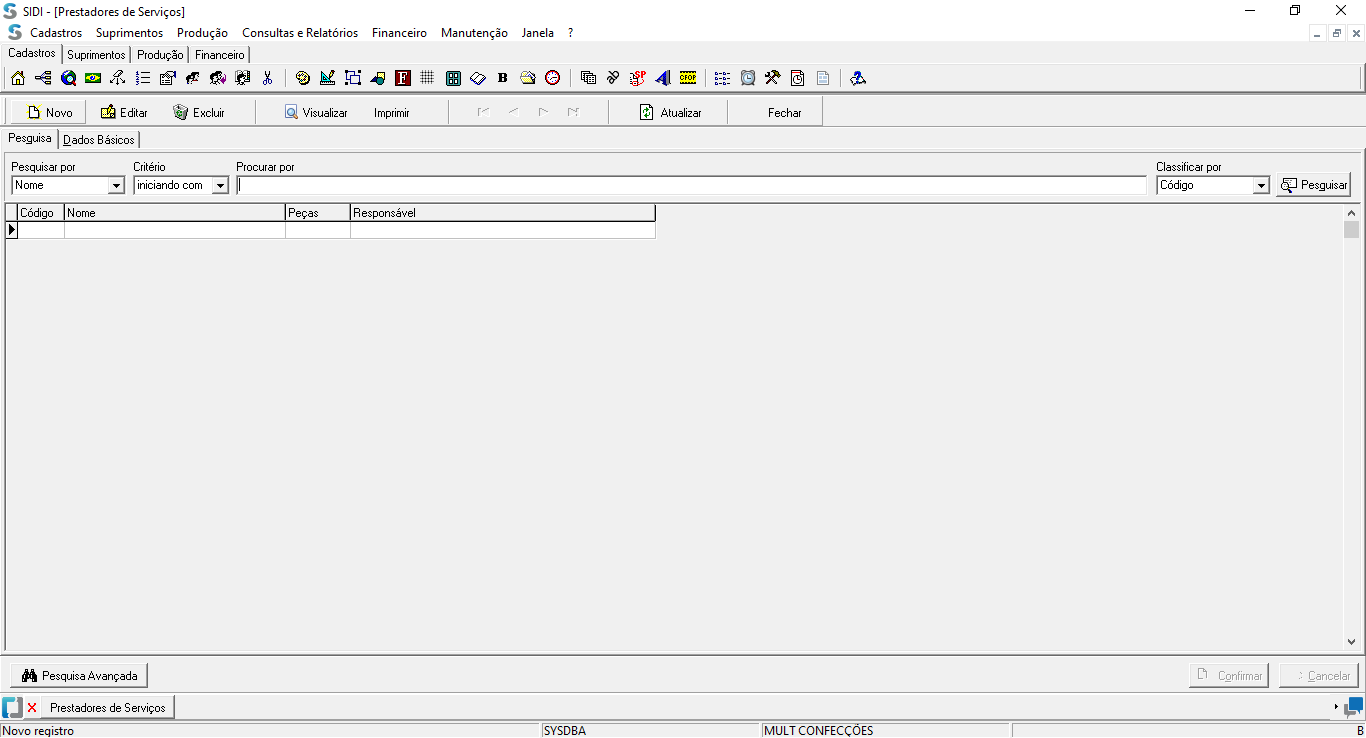 SIDI - [Prestadores de Serviços]
Cadastros Suprimentos Produção Consultas e Relatórios Financeiro Manutenção Janela ?
Cadastros Suprimentos Produção Financeiro
F B SP CFOP
Novo Editar Excluir Visualizar Imprimir Atualizar Fechar
Pesquisa Dados Básicos
Pesquisar por Critério Procurar por Classificar por
Nome iniciando com Código Pesquisar
Código Nome Peças Responsável
Pesquisa Avançada Confirmar Cancelar
Prestadores de Serviços
Novo registro SYSDBA MULT CONFECÇÕES B